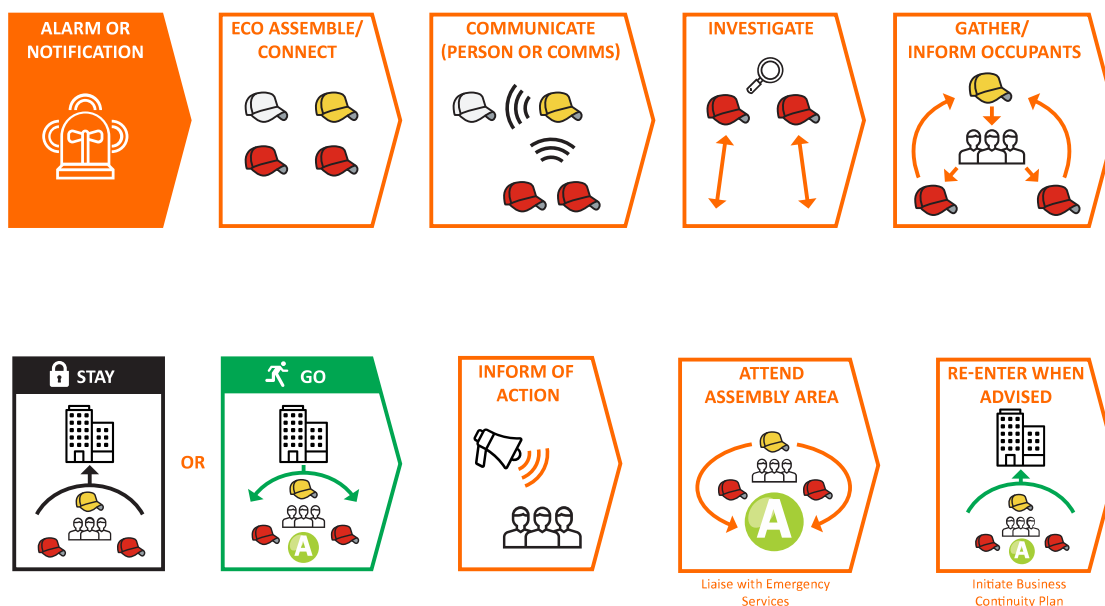 ALARM OR
NOTIFICATION
ECO ASSEMBLE/
CONNECT
COMMUNICATE
(PERSON OR COMMS)
INVESTIGATE
GATHER/
INFORM OCCUPANTS
STAY
OR
GO
A
INFORM OF
ACTION
ATTEND
ASSEMBLY AREA
A
Liaise with Emergency
Services
RE-ENTER WHEN
ADVISED
A
Initiate Business
Continuity Plan